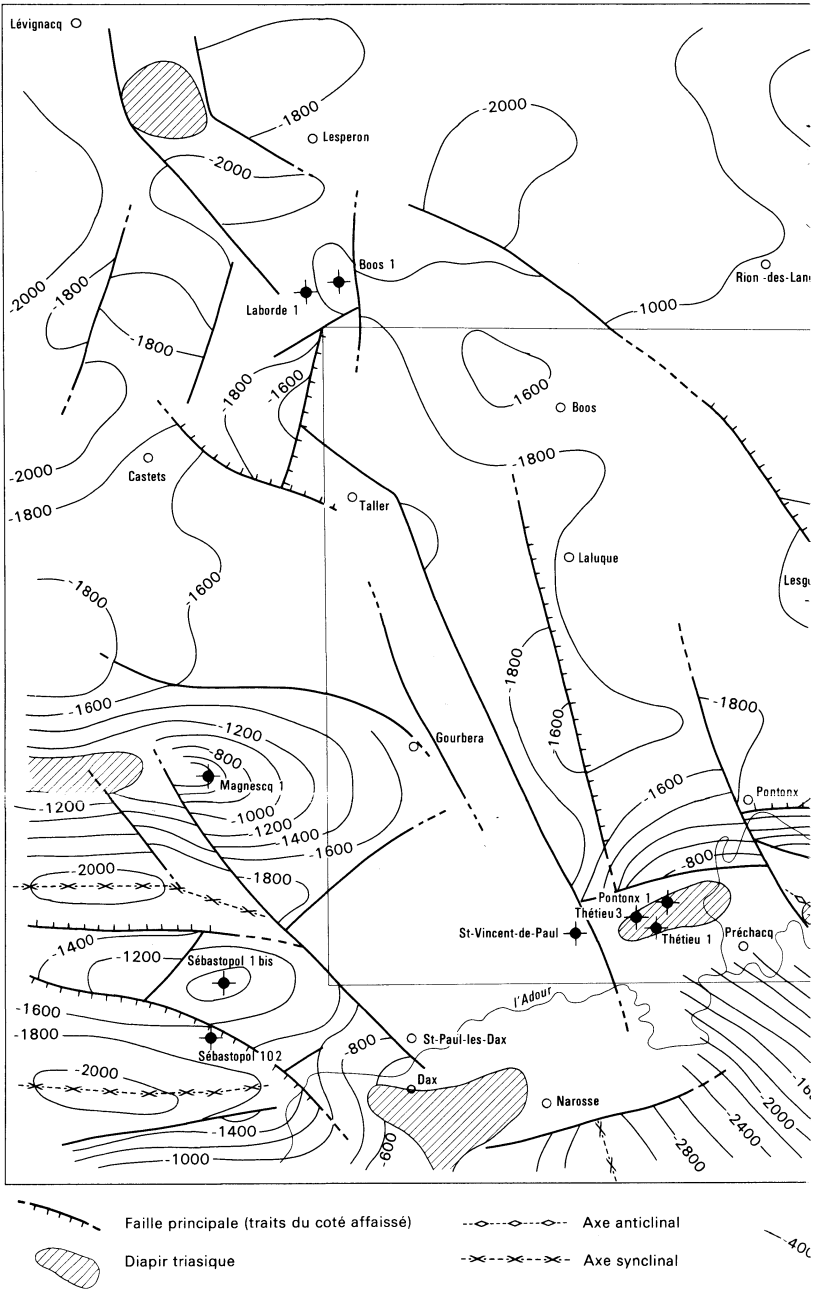 Lévignacq
-1800
Lesperon
-2000
-2000
Boos 1
Laborde 1
Rion-des-Lan
-2000
-1800
-1000
-1800
-1800
-1600
1600
Boos
-1800
-2000
Castets
-1800
Taller
-1600
Laluque
-1800
Lesg
-1800
-1600
-1800
-1600
-1200
-800
Gourbera
Magnescq 1
-1200
-1000
-1200
-1400
-1600
-1600
Pontonx
-800
-2000
-1800
Pontonx 1
Thétieu 3
St-Vincent-de-Paul
Thétieu 1
Préchacq
-1400
-1200
Sébastopol 1 bis
-1600
l'Adour
-1800
St-Paul-les-Dax
-800
Sébastopol 102
-2000
Dax
Narosse
-1400
-1000
-600
-2000
-2400
-2800
Faille principale (traits du coté affaissé)
Axe anticlinal
Diapir triasique
Axe synclinal